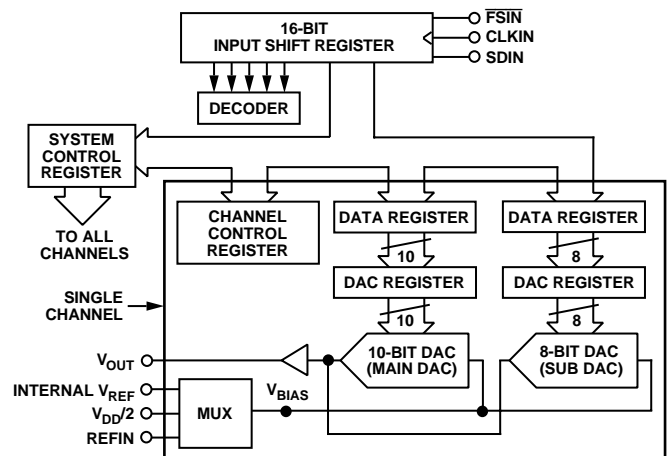 16-BIT
INPUT SHIFT REGISTER
FSIN
CLKIN
SDIN
DECODER
SYSTEM
CONTROL
REGISTER
TO ALL
CHANNELS
CHANNEL
CONTROL
REGISTER
DATA REGISTER
DATA REGISTER
10
8
DAC REGISTER
DAC REGISTER
10
8
SINGLE
CHANNEL
10-BIT DAC
(MAIN DAC)
8-BIT DAC
(SUB DAC)
VOUT
INTERNAL VREF
VDD/2
REFIN
MUX
VBIAS